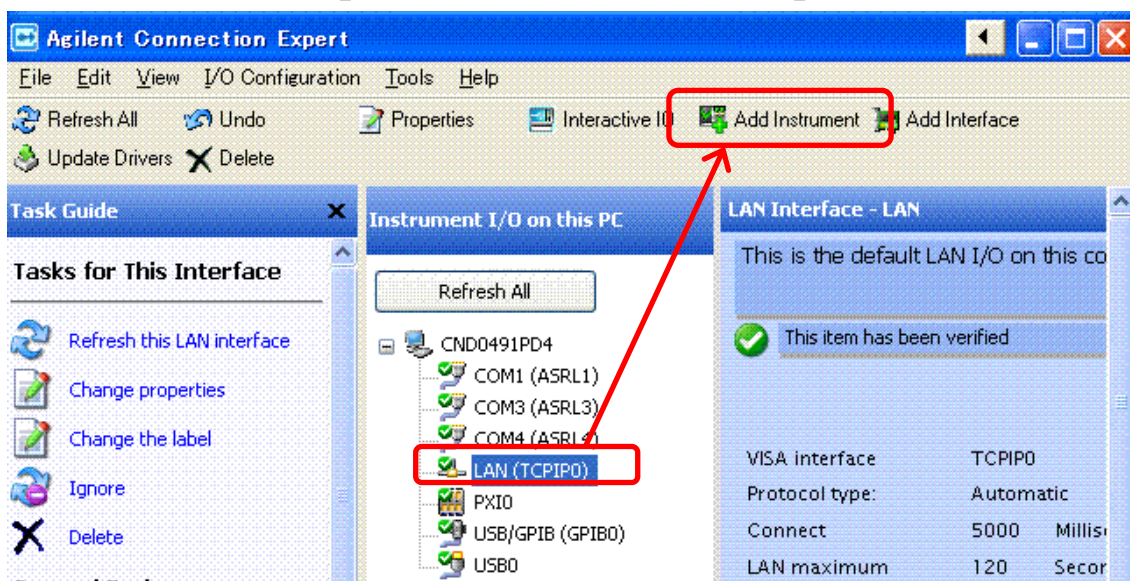 Agilent Connection Expert
File Edit View I/O Configuration Tools Help
Refresh All Undo Properties Interactive IO Add Instrument Add Interface
Update Drivers Delete
Task Guide
Tasks for This Interface
Refresh this LAN interface
Change properties
Change the label
Ignore
Delete
Instrument I/O on this PC
Refresh All
CND0491PD4
COM1 (ASRL1)
COM3 (ASRL3)
COM4 (ASRL4)
LAN (TCPIP0)
PXI0
USB/GPIB (GPIB0)
USB0
LAN Interface - LAN
This is the default LAN I/O on this co
This item has been verified
VISA interface TCPIP0
Protocol type: Automatic
Connect 5000 Millis
LAN maximum 120 Secor